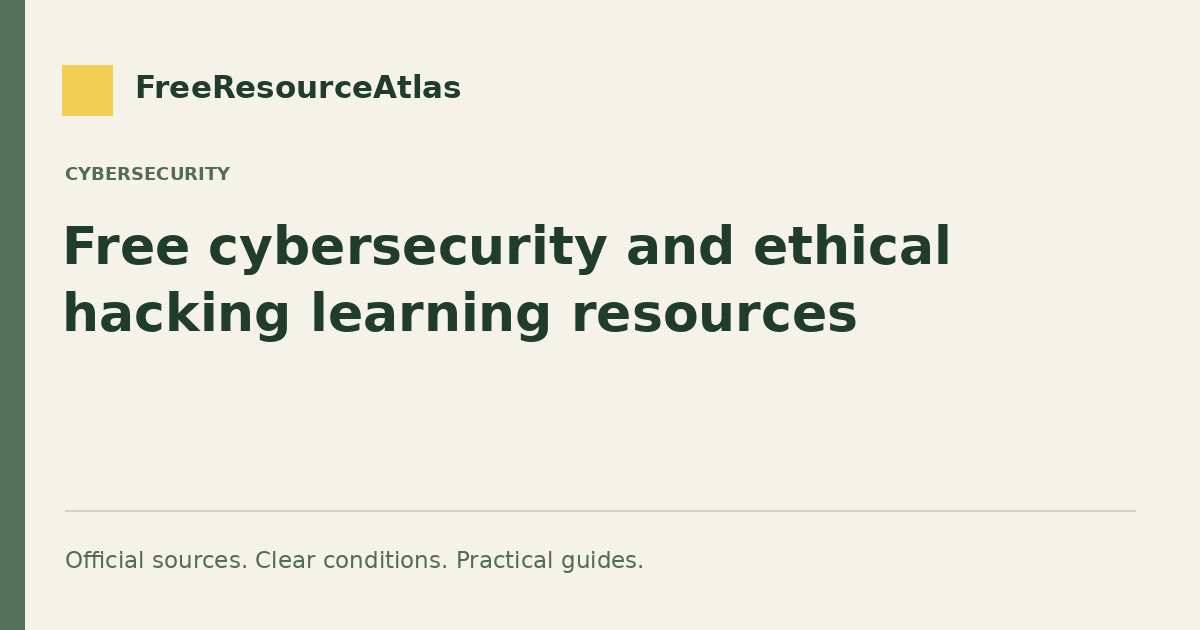 FreeResourceAtlas
CYBERSECURITY
Free cybersecurity and ethical
hacking learning resources
Official sources. Clear conditions. Practical guides.